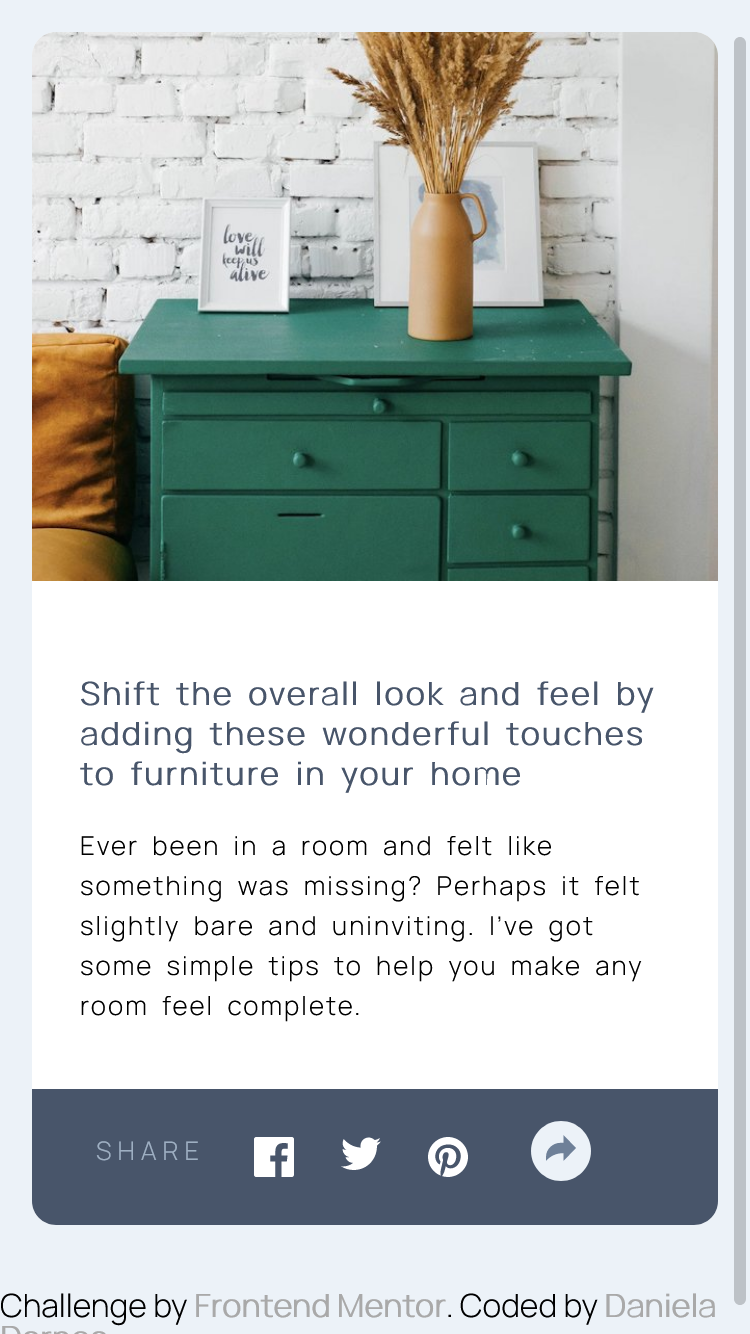 love
will
keep us
alive
Shift the overall look and feel by
adding these wonderful touches
to furniture in your home
Ever been in a room and felt like
something was missing? Perhaps it felt
slightly bare and uninviting. I’ve got
some simple tips to help you make any
room feel complete.
SHARE
Challenge by Frontend Mentor. Coded by Daniela